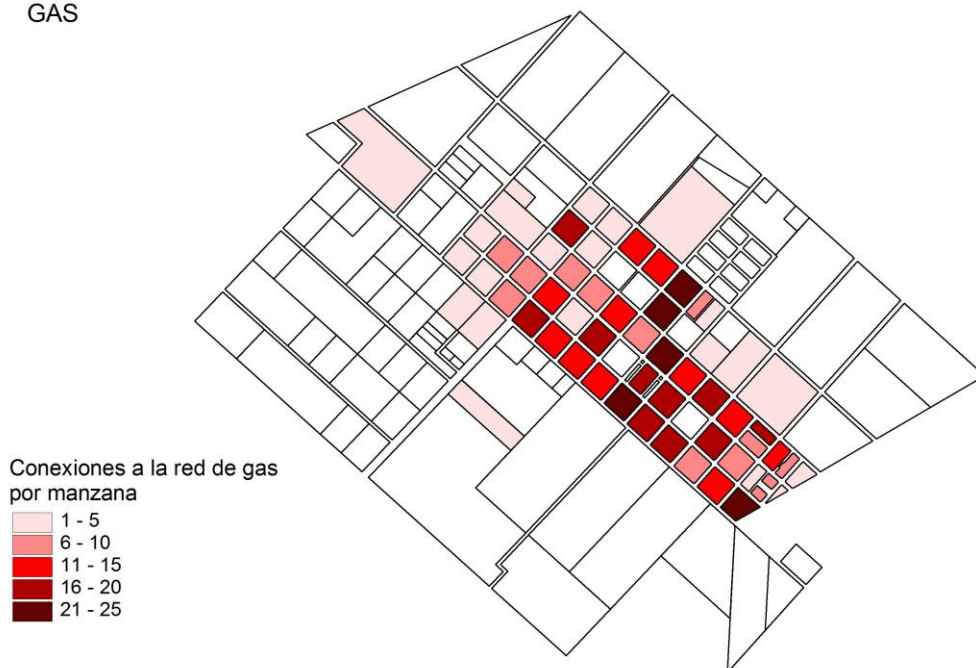 GAS
Conexiones a la red de gas
por manzana
1 - 5
6 - 10
11 - 15
16 - 20
21 - 25